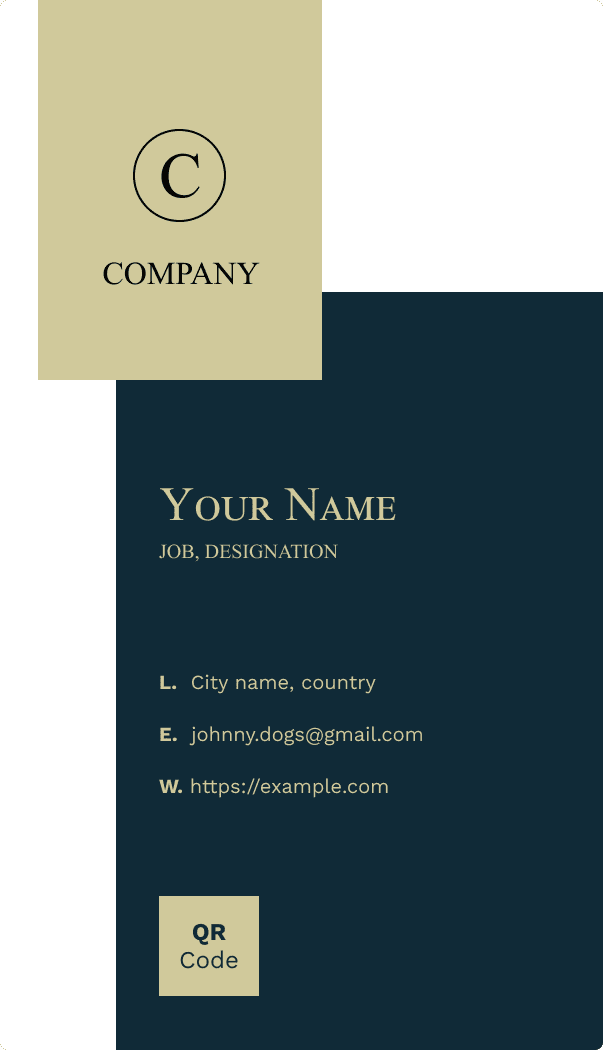 C
COMPANY
Your Name
JOB, DESIGNATION
L. City name, country
E. johnny.dogs@gmail.com
W. https://example.com
QR
Code